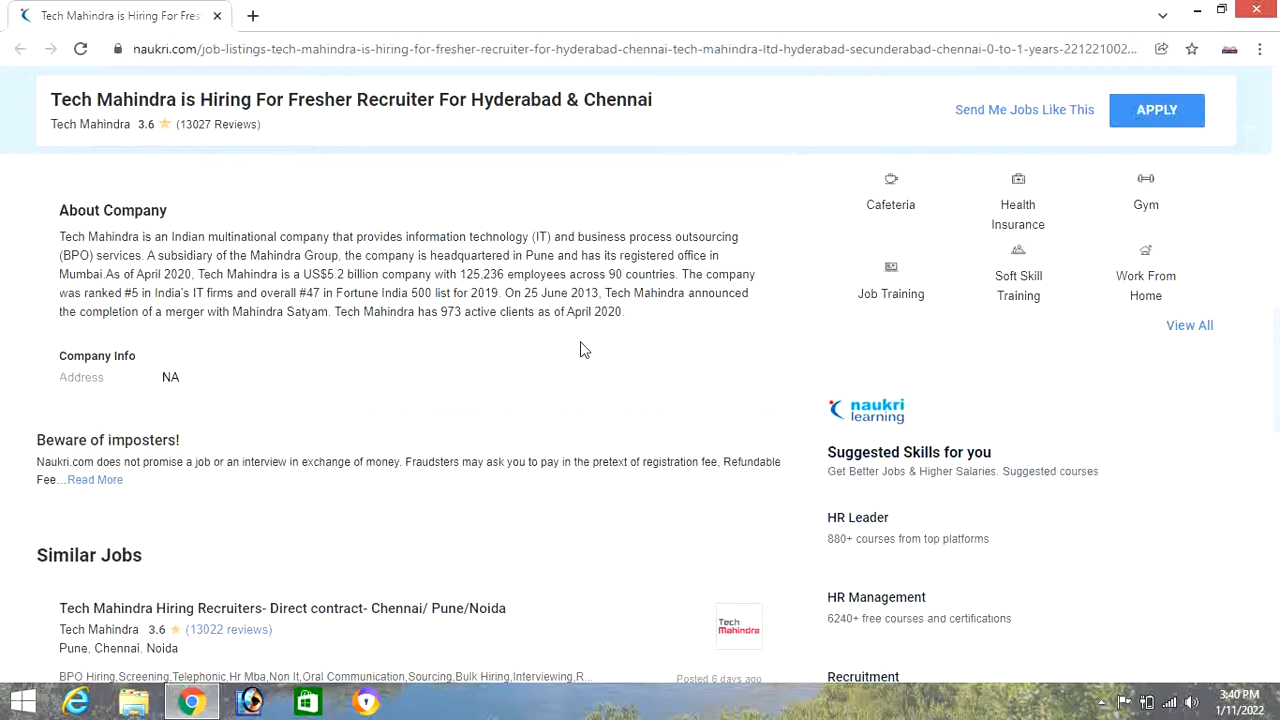 Tech Mahindra is Hiring For Fres
naukri.com/job-listings-tech-mahindra-is-hiring-for-fresher-recruiter-for-hyderabad-chennai-tech-mahindra-ltd-hyderabad-secunderabad-chennai-0-to-1-years-221221002...
Tech Mahindra is Hiring For Fresher Recruiter For Hyderabad & Chennai
Tech Mahindra 3.6 (13027 Reviews)
Send Me Jobs Like This
APPLY
About Company
Tech Mahindra is an Indian multinational company that provides information technology (IT) and business process outsourcing
(BPO) services. A subsidiary of the Mahindra Group, the company is headquartered in Pune and has its registered office in
Mumbai.As of April 2020, Tech Mahindra is a US$5.2 billion company with 125,236 employees across 90 countries. The company
was ranked #5 in India's IT firms and overall #47 in Fortune India 500 list for 2019. On 25 June 2013, Tech Mahindra announced
the completion of a merger with Mahindra Satyam. Tech Mahindra has 973 active clients as of April 2020.
Company Info
Address NA
Beware of imposters!
Naukri.com does not promise a job or an interview in exchange of money. Fraudsters may ask you to pay in the pretext of registration fee, Refundable
Fee...Read More
Similar Jobs
Tech Mahindra Hiring Recruiters- Direct contract- Chennai/ Pune/Noida
Tech Mahindra 3.6 (13022 reviews)
Pune, Chennai, Noida
Tech
Mahindra
BPO Hiring,Screening,Telephonic,Hr Mba,Non It,Oral Communication,Sourcing,Bulk Hiring,Interviewing,R...
Posted 6 days ago
Cafeteria
Health
Insurance
Gym
Job Training
Soft Skill
Training
Work From
Home
View All
naukri
learning
Suggested Skills for you
Get Better Jobs & Higher Salaries. Suggested courses
HR Leader
880+ courses from top platforms
HR Management
6240+ free courses and certifications
Recruitment
3:40 PM
1/11/2022